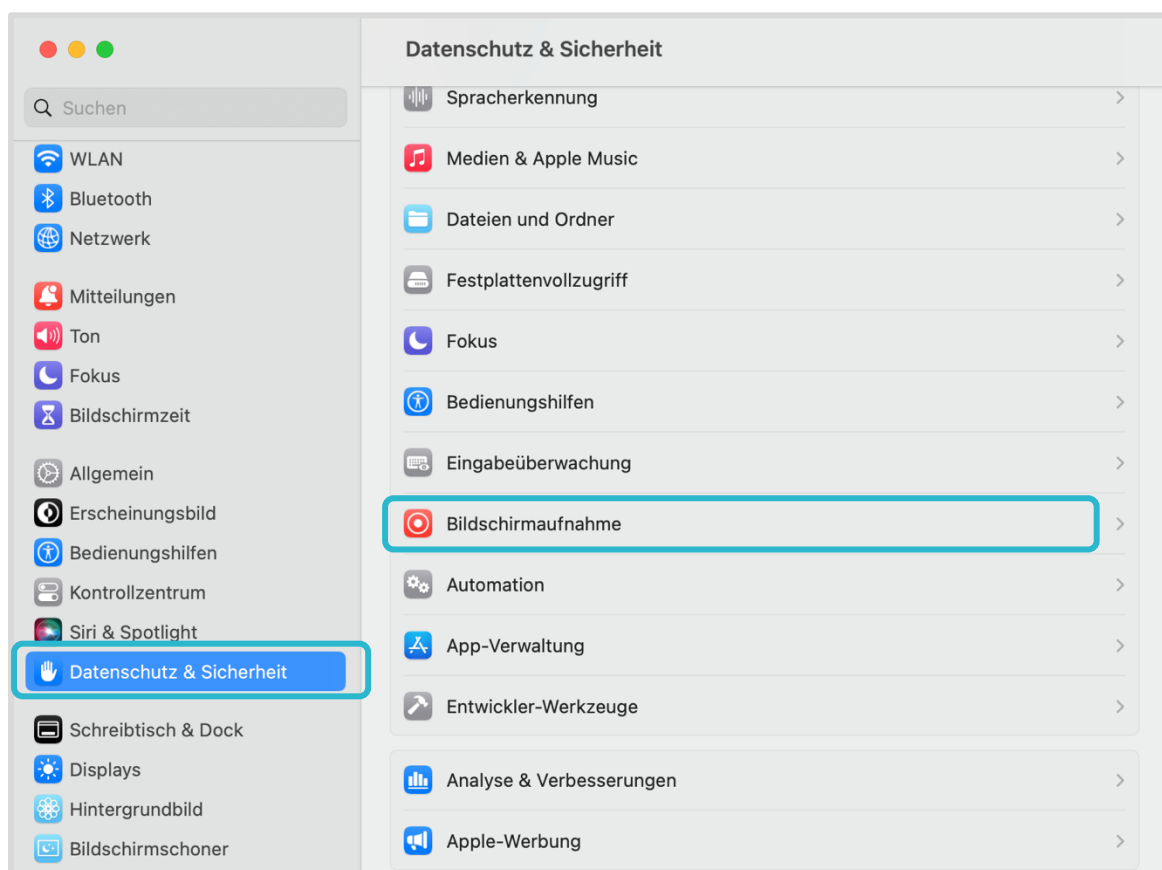 Datenschutz & Sicherheit
Suchen
WLAN
Bluetooth
Netzwerk
Mitteilungen
Ton
Fokus
Bildschirmzeit
Allgemein
Erscheinungsbild
Bedienungshilfen
Kontrollzentrum
Siri & Spotlight
Datenschutz & Sicherheit
Schreibtisch & Dock
Displays
Hintergrundbild
Bildschirmschoner
Spracherkennung
Medien & Apple Music
Dateien und Ordner
Festplattenvollzugriff
Fokus
Bedienungshilfen
Eingabeüberwachung
Bildschirmaufnahme
Automation
App-Verwaltung
Entwickler-Werkzeuge
Analyse & Verbesserungen
Apple-Werbung